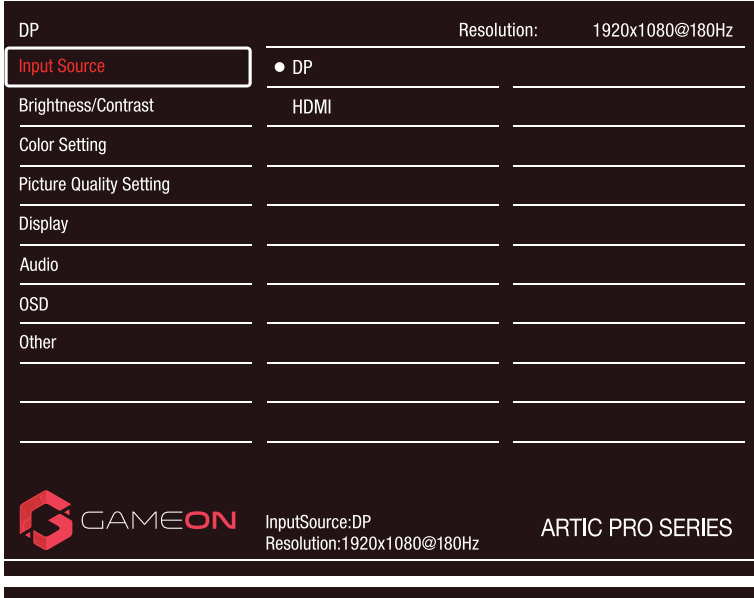 DP Resolution: 1920x1080@180Hz
Input Source DP
Brightness/Contrast HDMI
Color Setting
Picture Quality Setting
Display
Audio
OSD
Other
GAMEON
InputSource:DP
Resolution:1920x1080@180Hz
ARTIC PRO SERIES